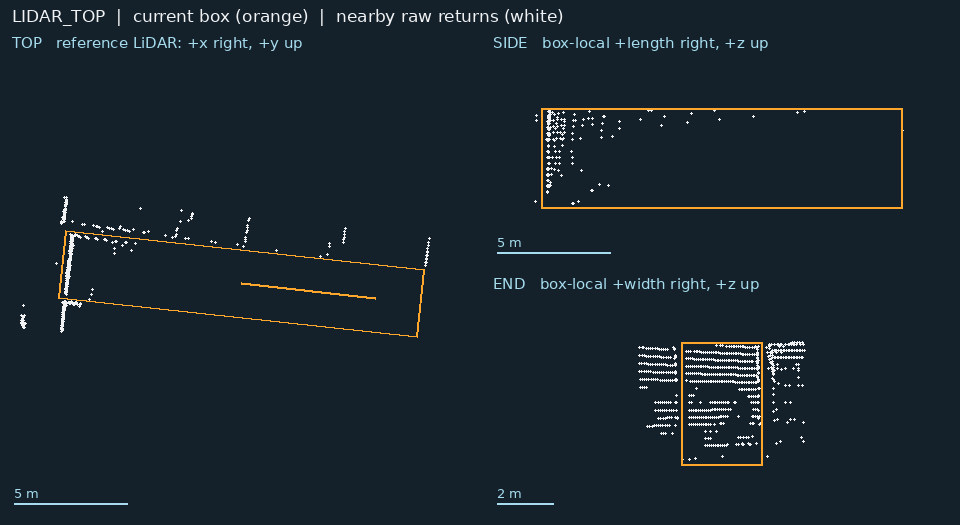 LIDAR_TOP | current box (orange) | nearby raw returns (white)
TOP reference LiDAR: +x right, +y up
SIDE box-local +length right, +z up
5 m
END box-local +width right, +z up
5 m
2 m